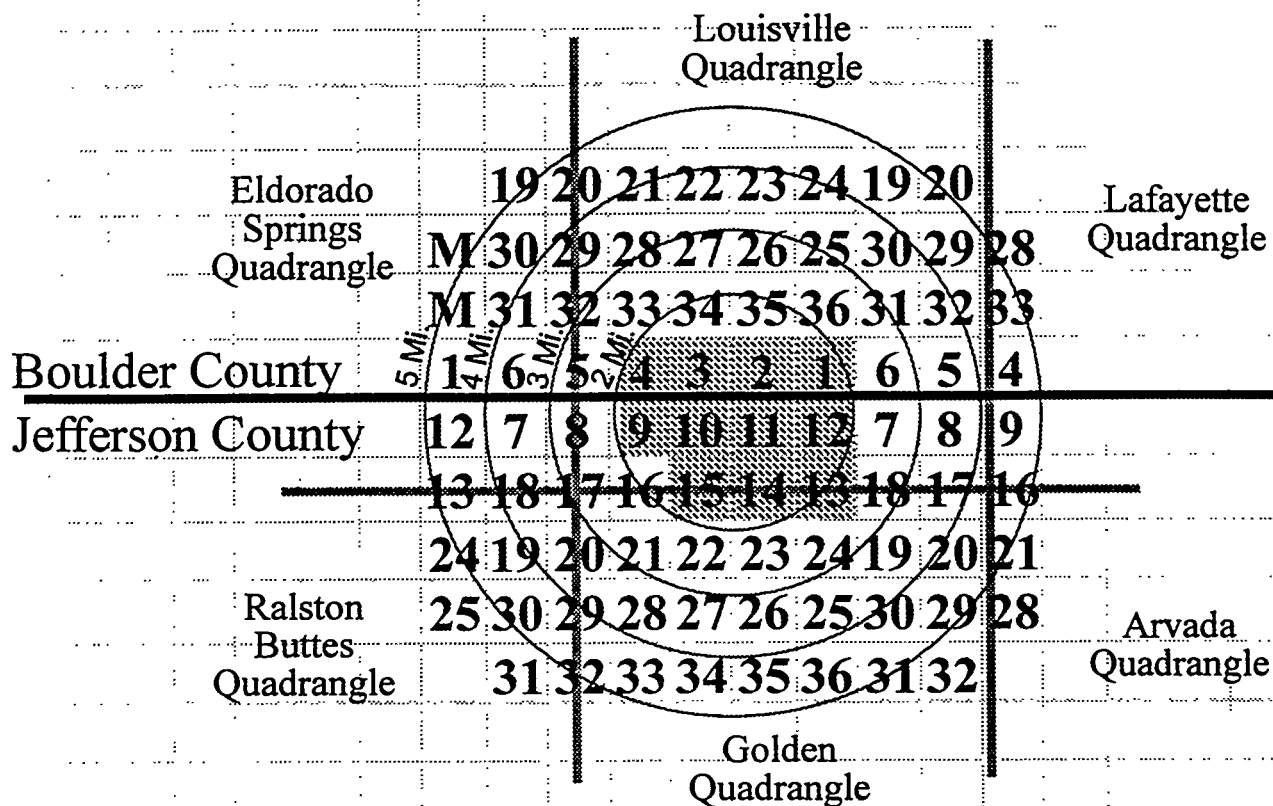 Louisville
Quadrangle
19 20 21 22 23 24 19 20
Eldorado
Springs
Quadrangle
Lafayette
Quadrangle
M 30 29 28 27 26 25 30 29 28
M 31 32 33 34 35 36 31 32 33
5 Mi. 4 Mi. 3 Mi. 2 Mi.
Boulder County
1 6 5 4 3 2 1 6 5 4
Jefferson County
12 7 8 9 10 11 12 7 8 9
13 18 17 16 15 14 13 18 17 16
24 19 20 21 22 23 24 19 20 21
25 30 29 28 27 26 25 30 29 28
Ralston
Buttes
Quadrangle
Arvada
Quadrangle
31 32 33 34 35 36 31 32
Golden
Quadrangle